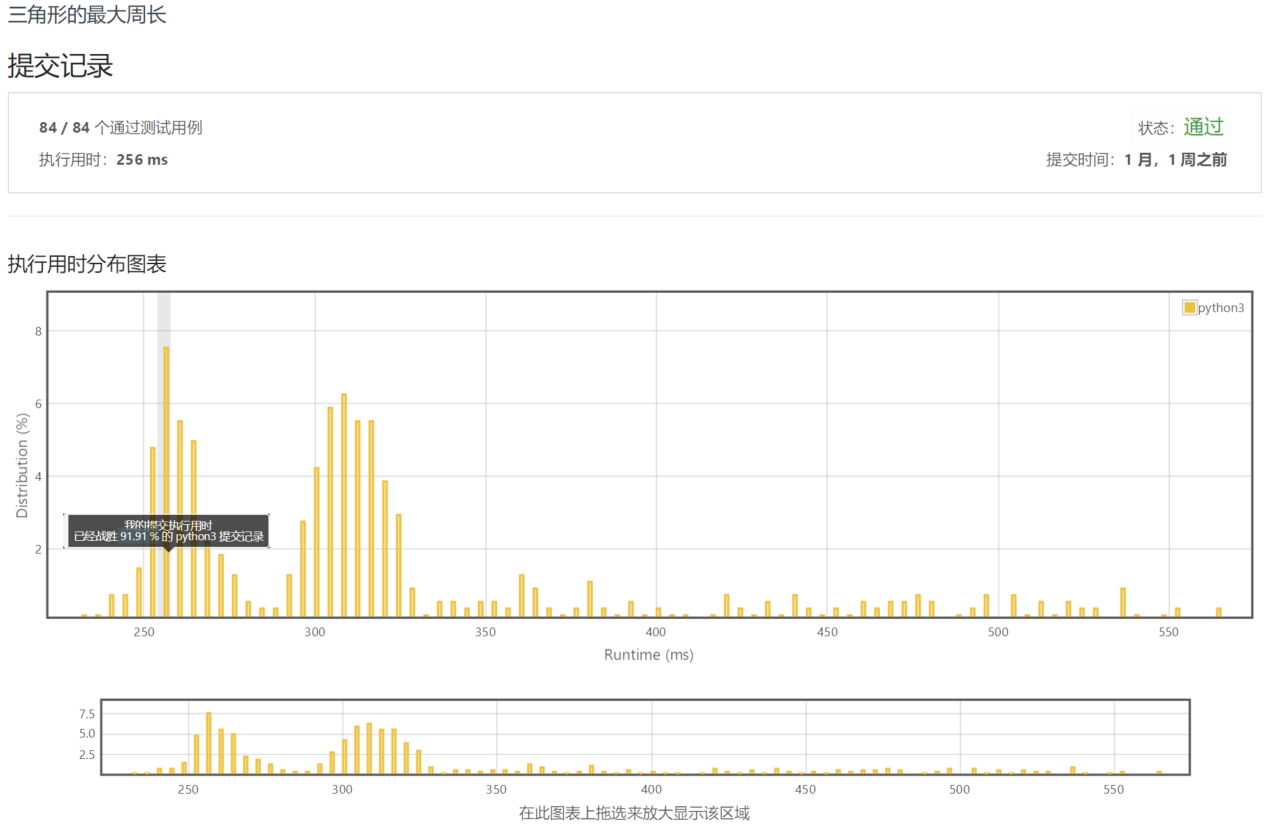 三角形的最大周长
提交记录
84 / 84 个通过测试用例
状态：通过
执行用时：256 ms
提交时间：1 月，1 周之前
执行用时分布图表
python3
8
6
4
2
Distribution (%)
我的提交执行用时
已经战胜 91.91 % 的 python3 提交记录
250 300 350 400 450 500 550
Runtime (ms)
7.5
5.0
2.5
250 300 350 400 450 500 550
在此图表上拖选来放大显示该区域